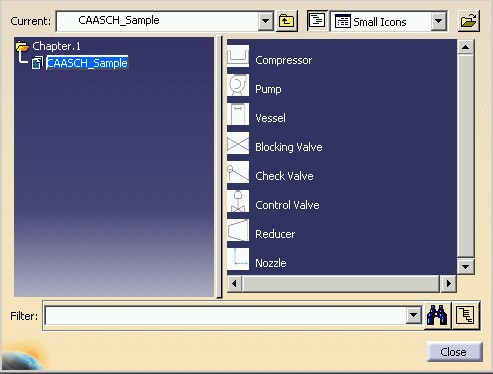 Current: CAASCH_Sample Small Icons
Chapter.1
CAASCH_Sample
Compressor
Pump
Vessel
Blocking Valve
Check Valve
Control Valve
Reducer
Nozzle
Filter:
Close